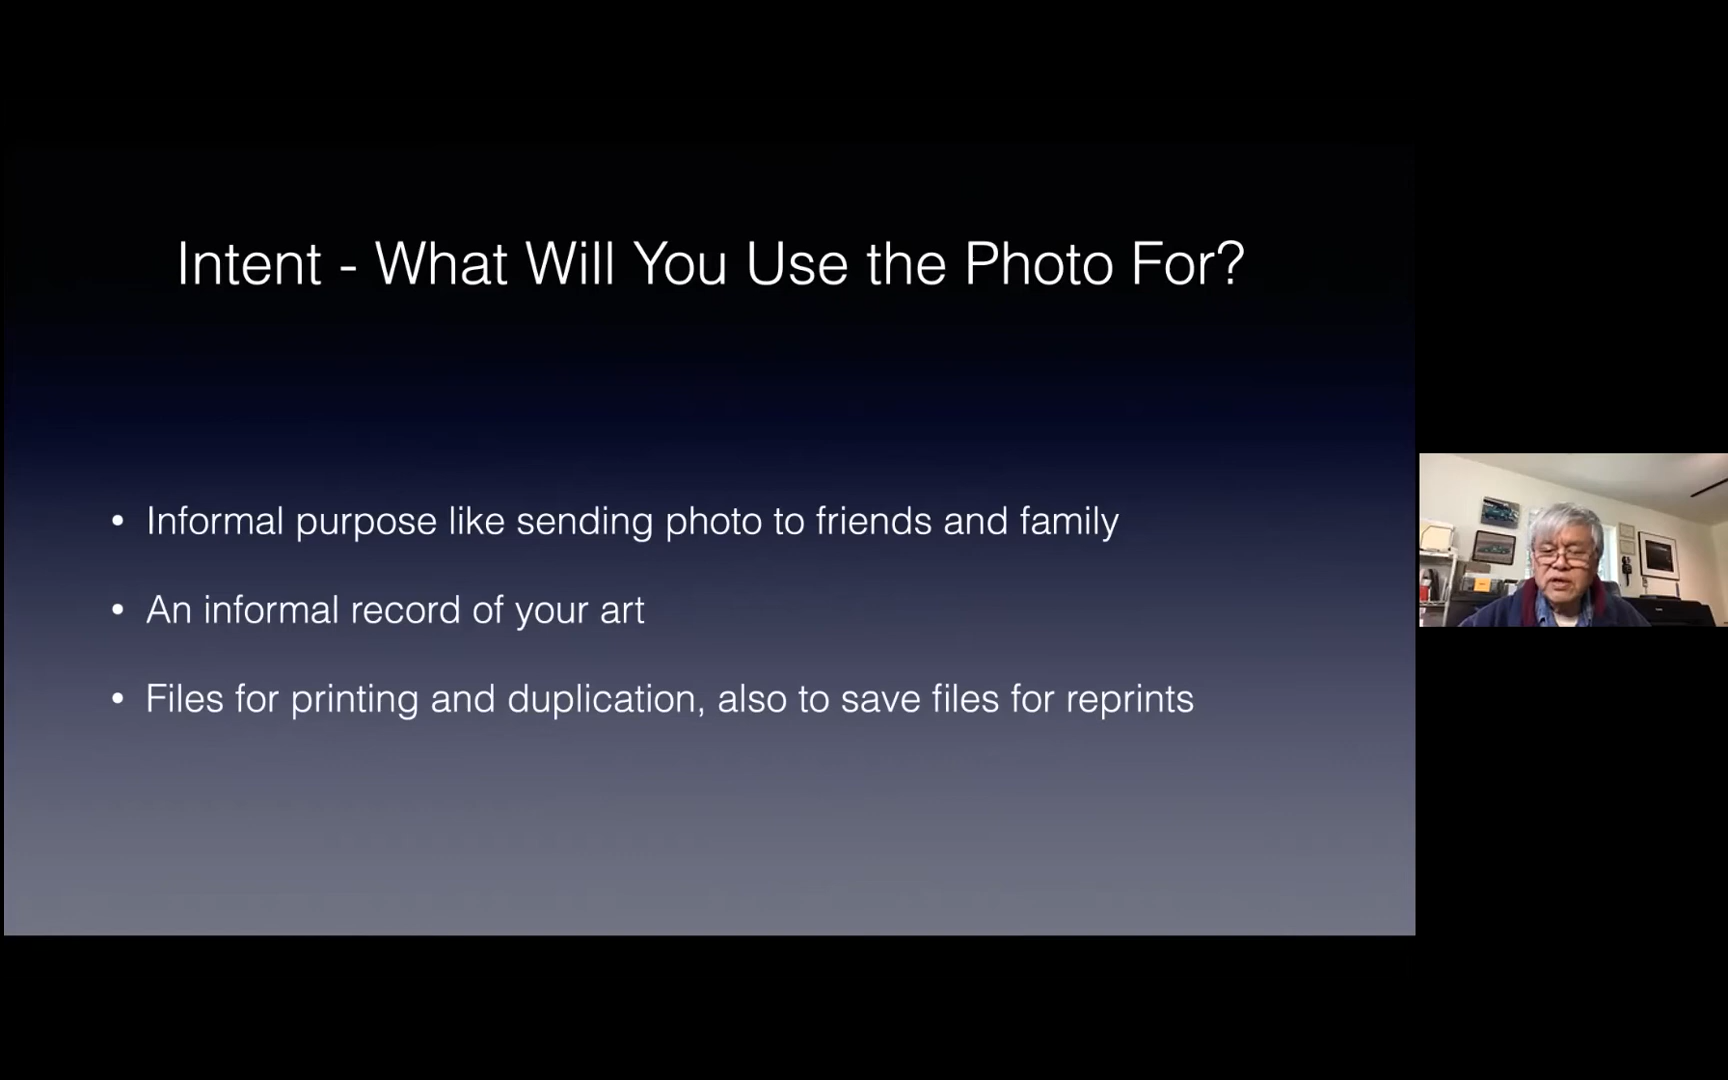 Intent - What Will You Use the Photo For?
• Informal purpose like sending photo to friends and family
• An informal record of your art
• Files for printing and duplication, also to save files for reprints